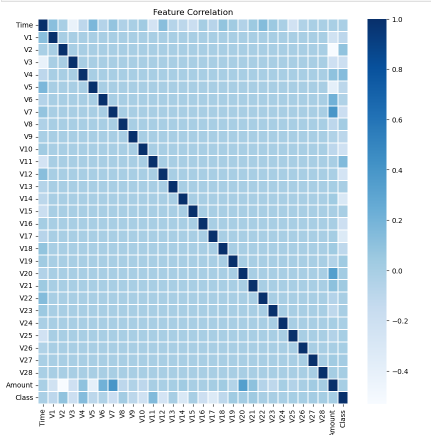 Feature Correlation
Time
V1
V2
V3
V4
V5
V6
V7
V8
V9
V10
V11
V12
V13
V14
V15
V16
V17
V18
V19
V20
V21
V22
V23
V24
V25
V26
V27
V28
Amount
Class
Time
V1
V2
V3
V4
V5
V6
V7
V8
V9
V10
V11
V12
V13
V14
V15
V16
V17
V18
V19
V20
V21
V22
V23
V24
V25
V26
V27
V28
Amount
Class
1.0
0.8
0.6
0.4
0.2
0.0
−0.2
−0.4